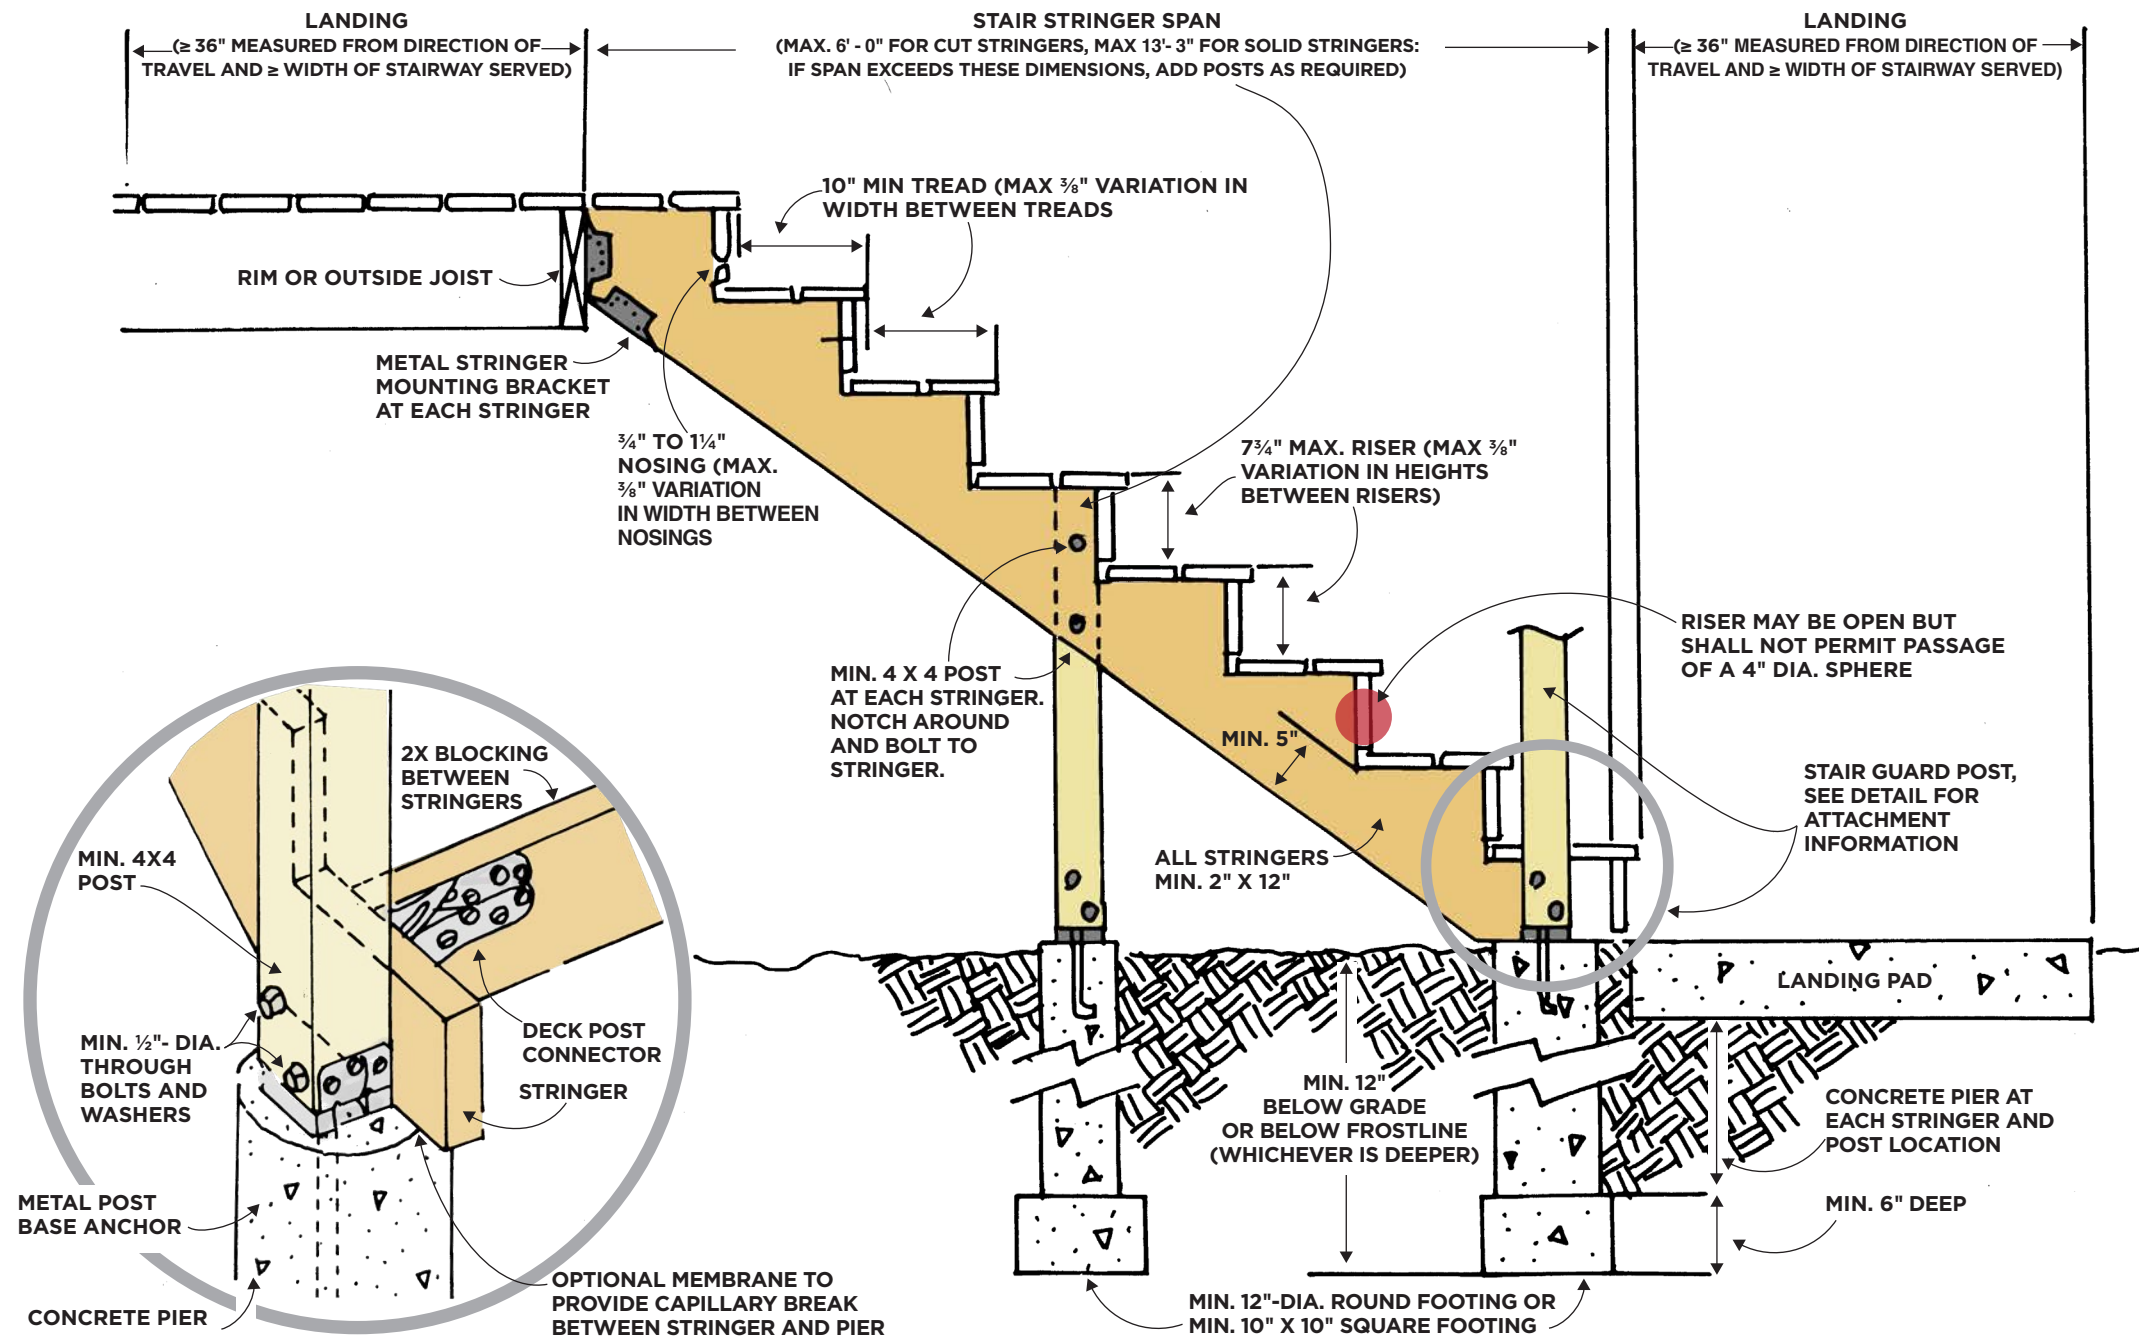 LANDING
(≥ 36" MEASURED FROM DIRECTION OF
TRAVEL AND ≥ WIDTH OF STAIRWAY SERVED)
STAIR STRINGER SPAN
(MAX. 6' - 0" FOR CUT STRINGERS, MAX 13'- 3" FOR SOLID STRINGERS:
IF SPAN EXCEEDS THESE DIMENSIONS, ADD POSTS AS REQUIRED)
LANDING
(≥ 36" MEASURED FROM DIRECTION OF
TRAVEL AND ≥ WIDTH OF STAIRWAY SERVED)
10" MIN TREAD (MAX ⅜" VARIATION IN
WIDTH BETWEEN TREADS
RIM OR OUTSIDE JOIST
METAL STRINGER
MOUNTING BRACKET
AT EACH STRINGER
¾" TO 1¼"
NOSING (MAX.
⅜" VARIATION
IN WIDTH BETWEEN
NOSINGS
7¾" MAX. RISER (MAX ⅜"
VARIATION IN HEIGHTS
BETWEEN RISERS)
RISER MAY BE OPEN BUT
SHALL NOT PERMIT PASSAGE
OF A 4" DIA. SPHERE
MIN. 4 X 4 POST
AT EACH STRINGER.
NOTCH AROUND
AND BOLT TO
STRINGER.
MIN. 5"
STAIR GUARD POST,
SEE DETAIL FOR
ATTACHMENT
INFORMATION
ALL STRINGERS
MIN. 2" X 12"
2X BLOCKING
BETWEEN
STRINGERS
MIN. 4X4
POST
LANDING PAD
DECK POST
CONNECTOR
MIN. ½"- DIA.
THROUGH
BOLTS AND
WASHERS
STRINGER
MIN. 12"
BELOW GRADE
OR BELOW FROSTLINE
(WHICHEVER IS DEEPER)
CONCRETE PIER AT
EACH STRINGER AND
POST LOCATION
METAL POST
BASE ANCHOR
MIN. 6" DEEP
CONCRETE PIER
OPTIONAL MEMBRANE TO
PROVIDE CAPILLARY BREAK
BETWEEN STRINGER AND PIER
MIN. 12"-DIA. ROUND FOOTING OR
MIN. 10" X 10" SQUARE FOOTING